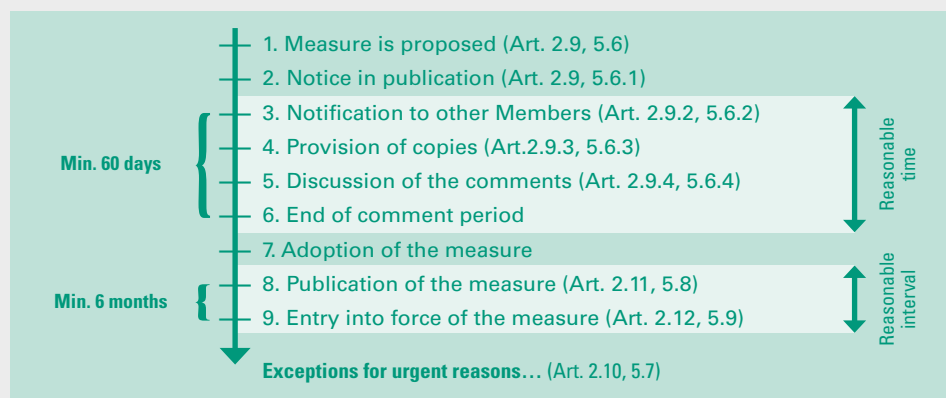 1. Measure is proposed (Art. 2.9, 5.6)
2. Notice in publication (Art. 2.9, 5.6.1)
3. Notification to other Members (Art. 2.9.2, 5.6.2)
4. Provision of copies (Art.2.9.3, 5.6.3)
5. Discussion of the comments (Art. 2.9.4, 5.6.4)
6. End of comment period
Min. 60 days
Reasonable
time
7. Adoption of the measure
8. Publication of the measure (Art. 2.11, 5.8)
9. Entry into force of the measure (Art. 2.12, 5.9)
Min. 6 months
Reasonable
interval
Exceptions for urgent reasons… (Art. 2.10, 5.7)